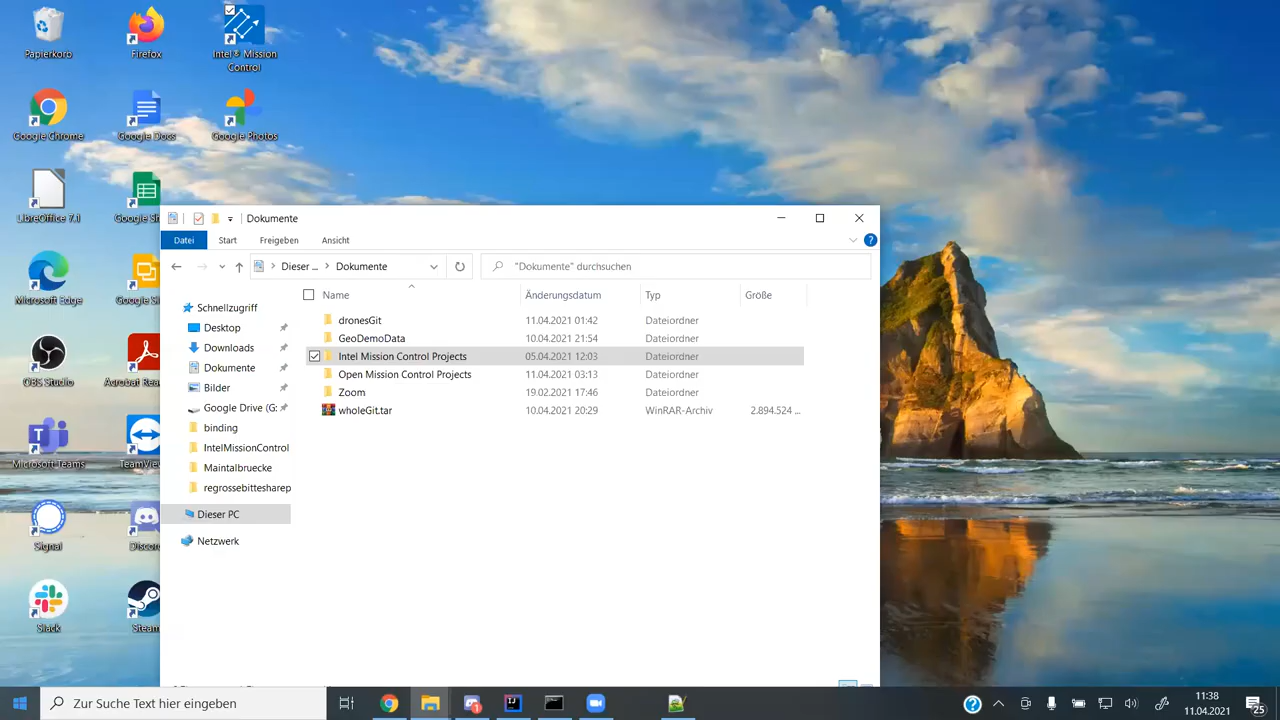 Papierkorb
Firefox
Intel® Mission
Control
Google Chrome
Google Docs
Google Photos
LibreOffice 7.1
Google Sh
Microsoft Edge
Google Sl
OBS Studio
Acrobat Rea
Microsoft Teams
TeamView
Signal
Discord
Slack
Steam
Dokumente
Datei
Start
Freigeben
Ansicht
Dieser ...
Dokumente
"Dokumente" durchsuchen
Name
Änderungsdatum
Typ
Größe
Schnellzugriff
Desktop
Downloads
Dokumente
Bilder
Google Drive (G:
binding
IntelMissionControl
Maintalbruecke
regrossebittesharep
Dieser PC
Netzwerk
dronesGit 11.04.2021 01:42 Dateiordner
GeoDemoData 10.04.2021 21:54 Dateiordner
Intel Mission Control Projects 05.04.2021 12:03 Dateiordner
Open Mission Control Projects 11.04.2021 03:13 Dateiordner
Zoom 19.02.2021 17:46 Dateiordner
wholeGit.tar 10.04.2021 20:29 WinRAR-Archiv 2.894.524 ...
Zur Suche Text hier eingeben
11:38
11.04.2021
25